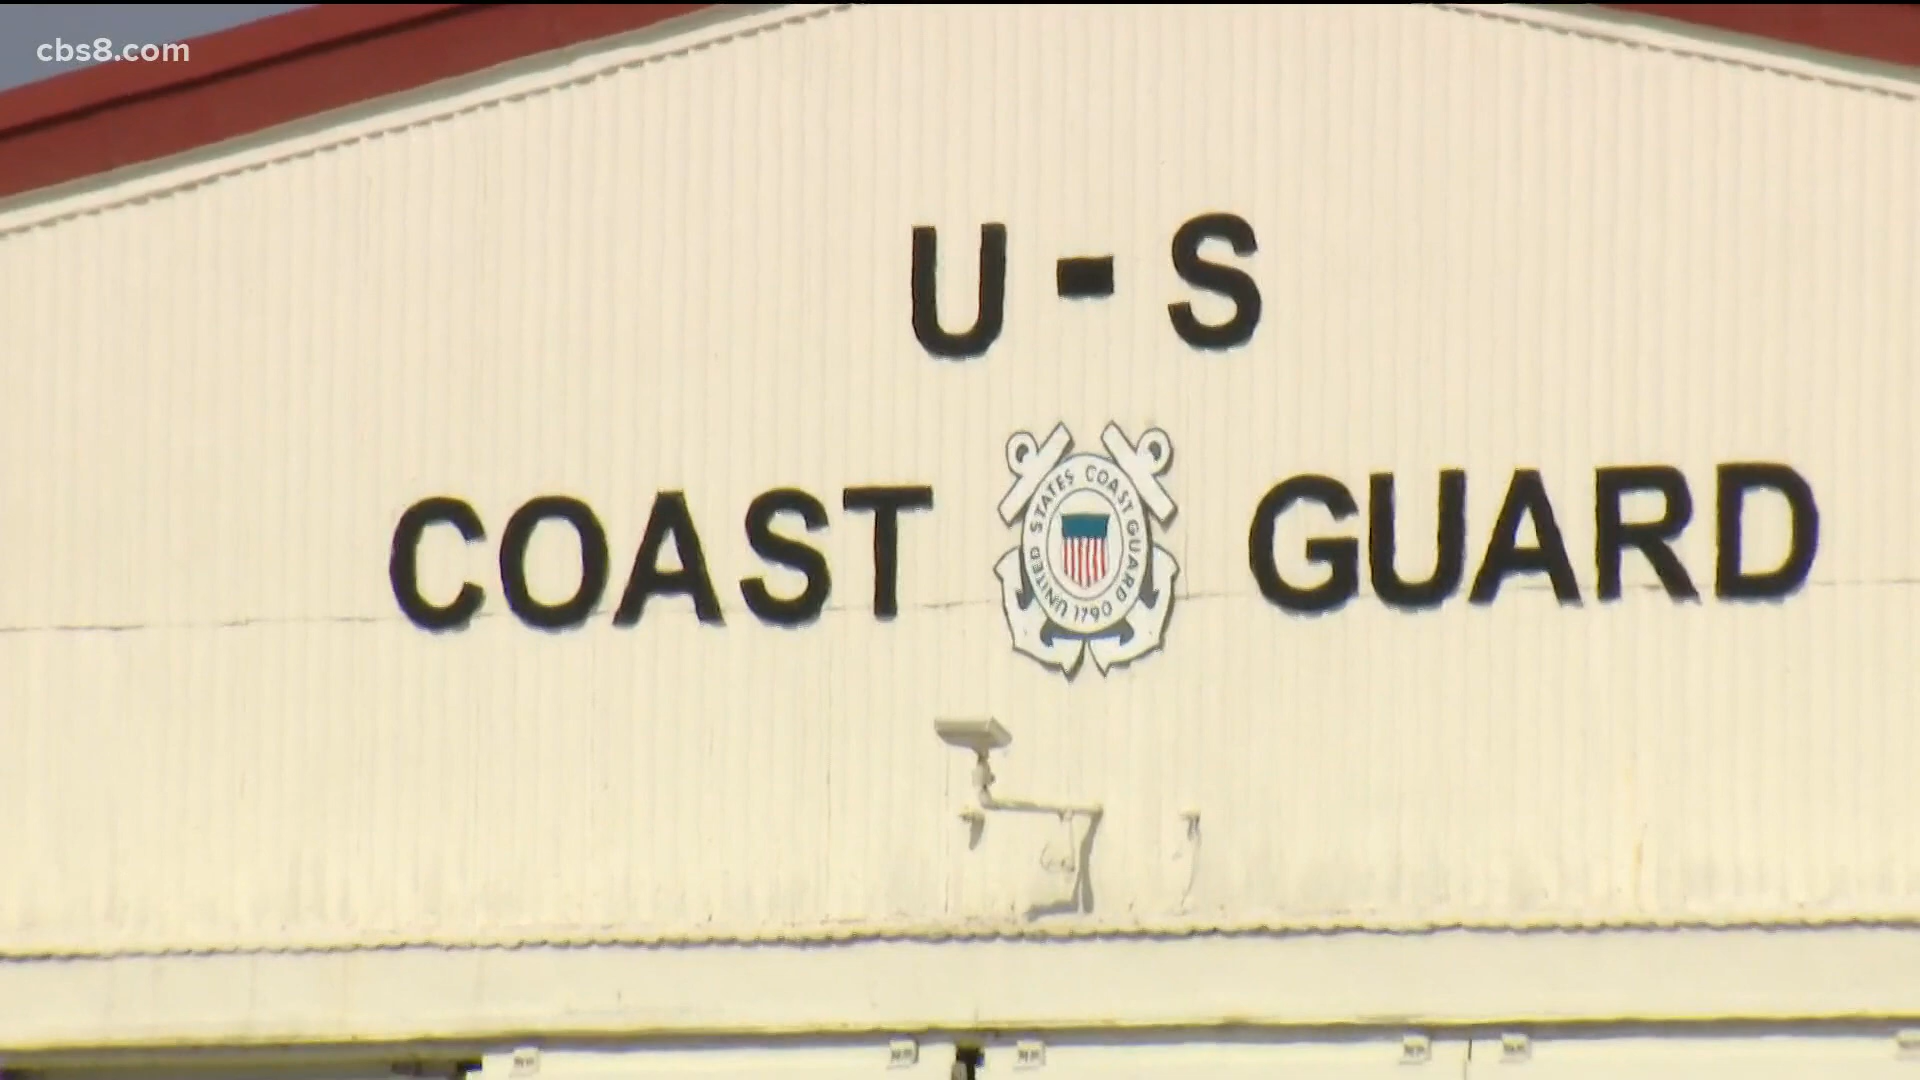 cbs8.com
U-S
COAST GUARD
UNITED STATES COAST GUARD 1790